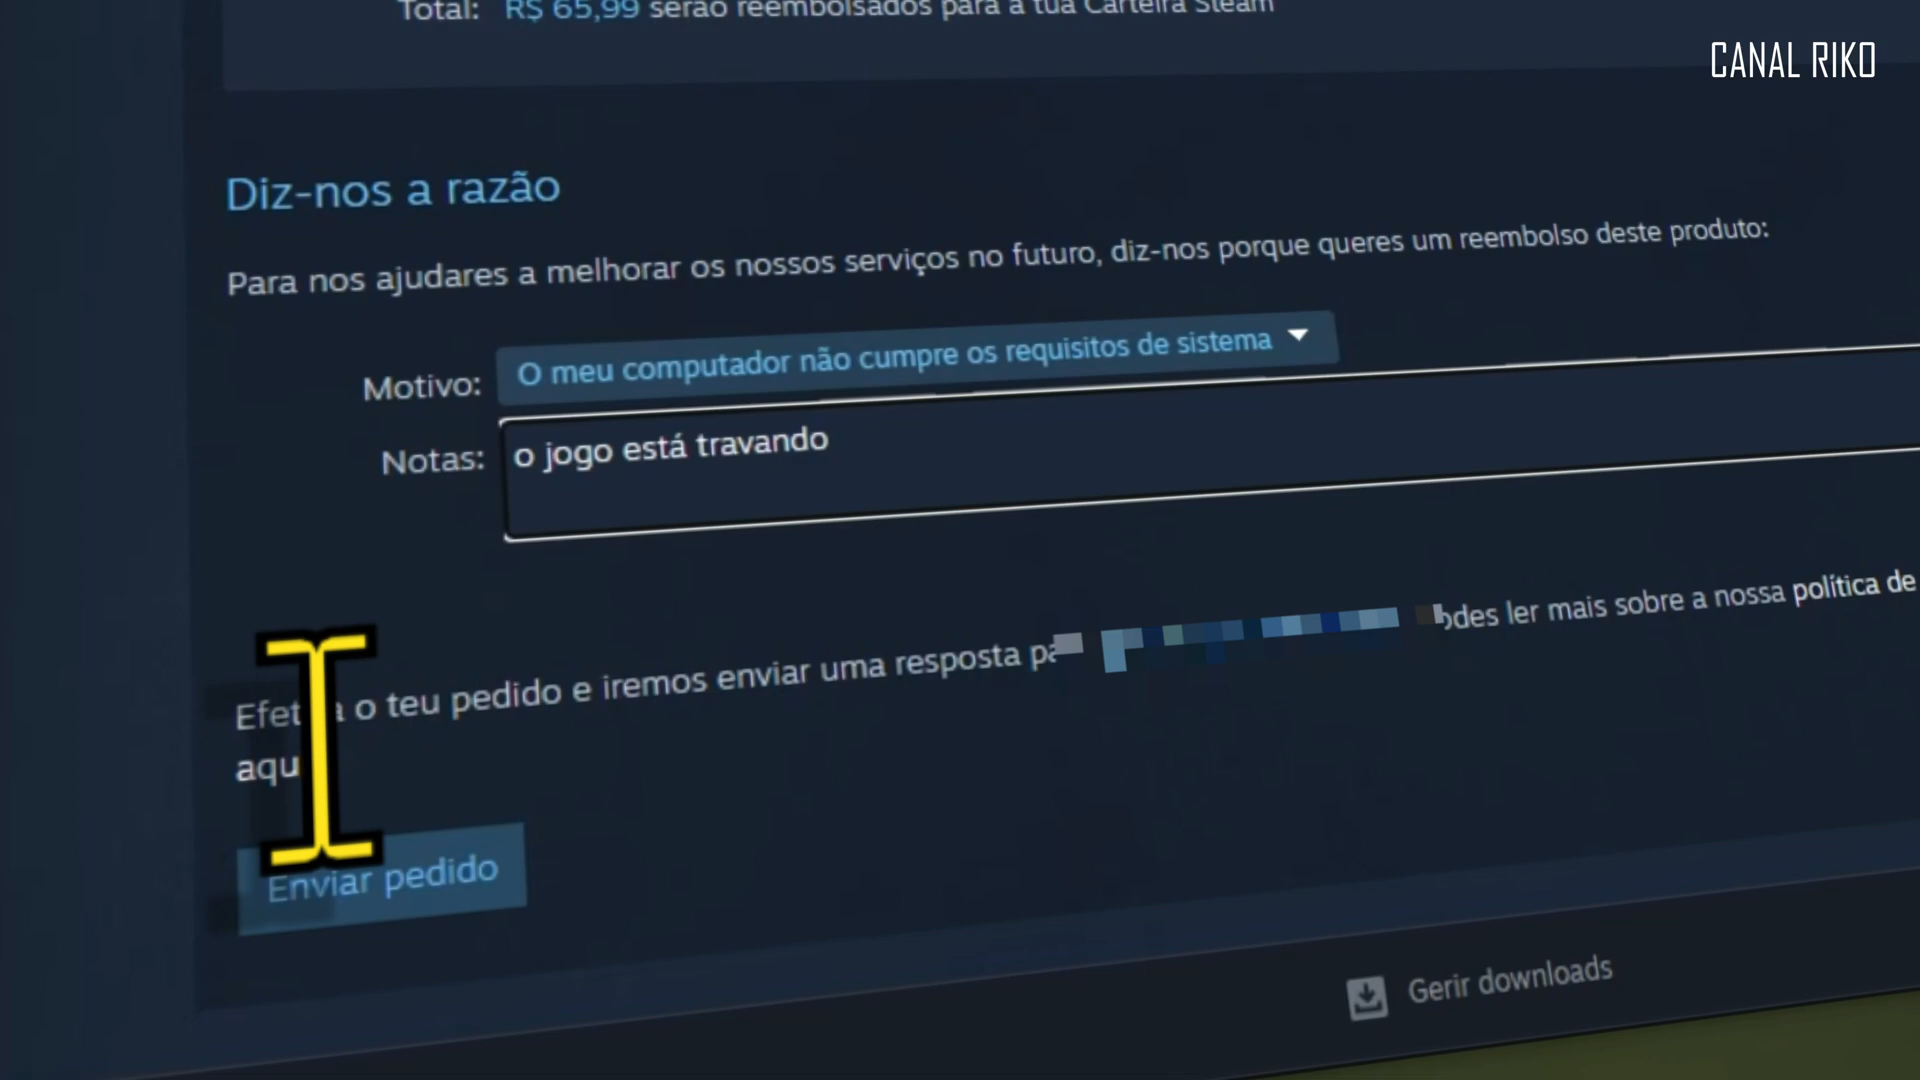 Total: R$ 65,99 serão reembolsados para a tua Carteira Steam
CANAL RIKO
Diz-nos a razão
Para nos ajudares a melhorar os nossos serviços no futuro, diz-nos porque queres um reembolso deste produto:
Motivo: O meu computador não cumpre os requisitos de sistema
Notas: o jogo está travando
o teu pedido e iremos enviar uma resposta odes ler mais sobre a nossa política de
aqu
Enviar pedido
Gerir downloads